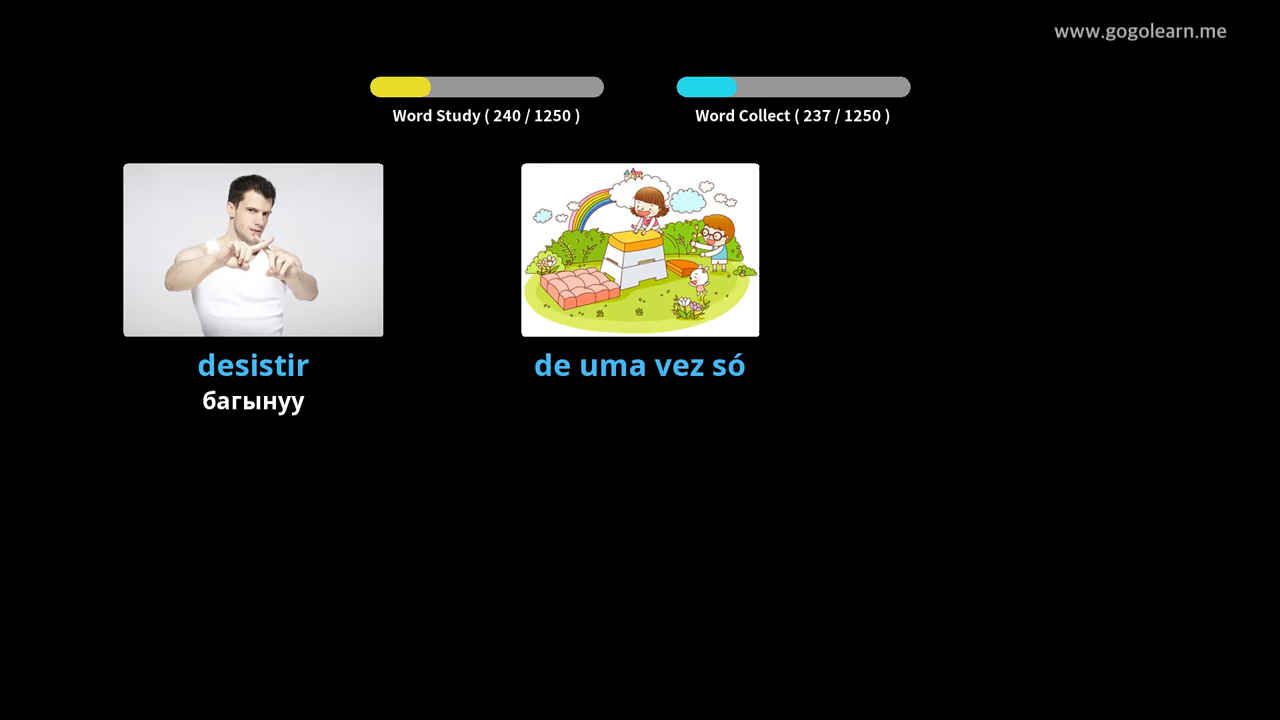 www.gogolearn.me
Word Study ( 240 / 1250 )
Word Collect ( 237 / 1250 )
desistir
багынуу
de uma vez só